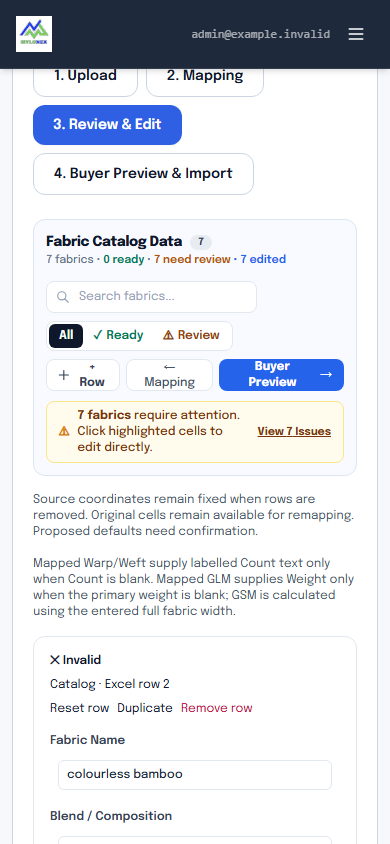 admin@example.invalid
1. Upload
2. Mapping
3. Review & Edit
4. Buyer Preview & Import
Fabric Catalog Data 7
7 fabrics • 0 ready • 7 need review • 7 edited
Search fabrics...
All ✓ Ready ⚠ Review
+ Row
← Mapping
Buyer Preview →
⚠ 7 fabrics require attention.
Click highlighted cells to
edit directly.
View 7 Issues
Source coordinates remain fixed when rows are
removed. Original cells remain available for remapping.
Proposed defaults need confirmation.
Mapped Warp/Weft supply labelled Count text only
when Count is blank. Mapped GLM supplies Weight only
when the primary weight is blank; GSM is calculated
using the entered full fabric width.
✕ Invalid
Catalog · Excel row 2
Reset row Duplicate Remove row
Fabric Name
colourless bamboo
Blend / Composition